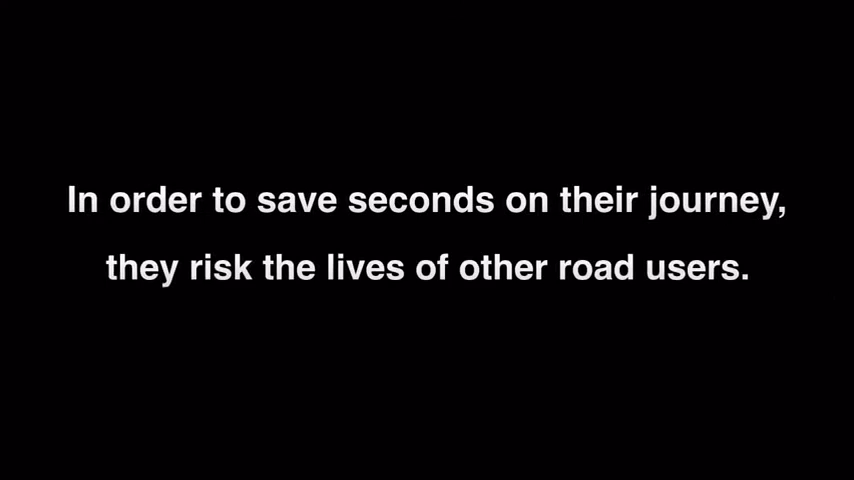 In order to save seconds on their journey,
they risk the lives of other road users.